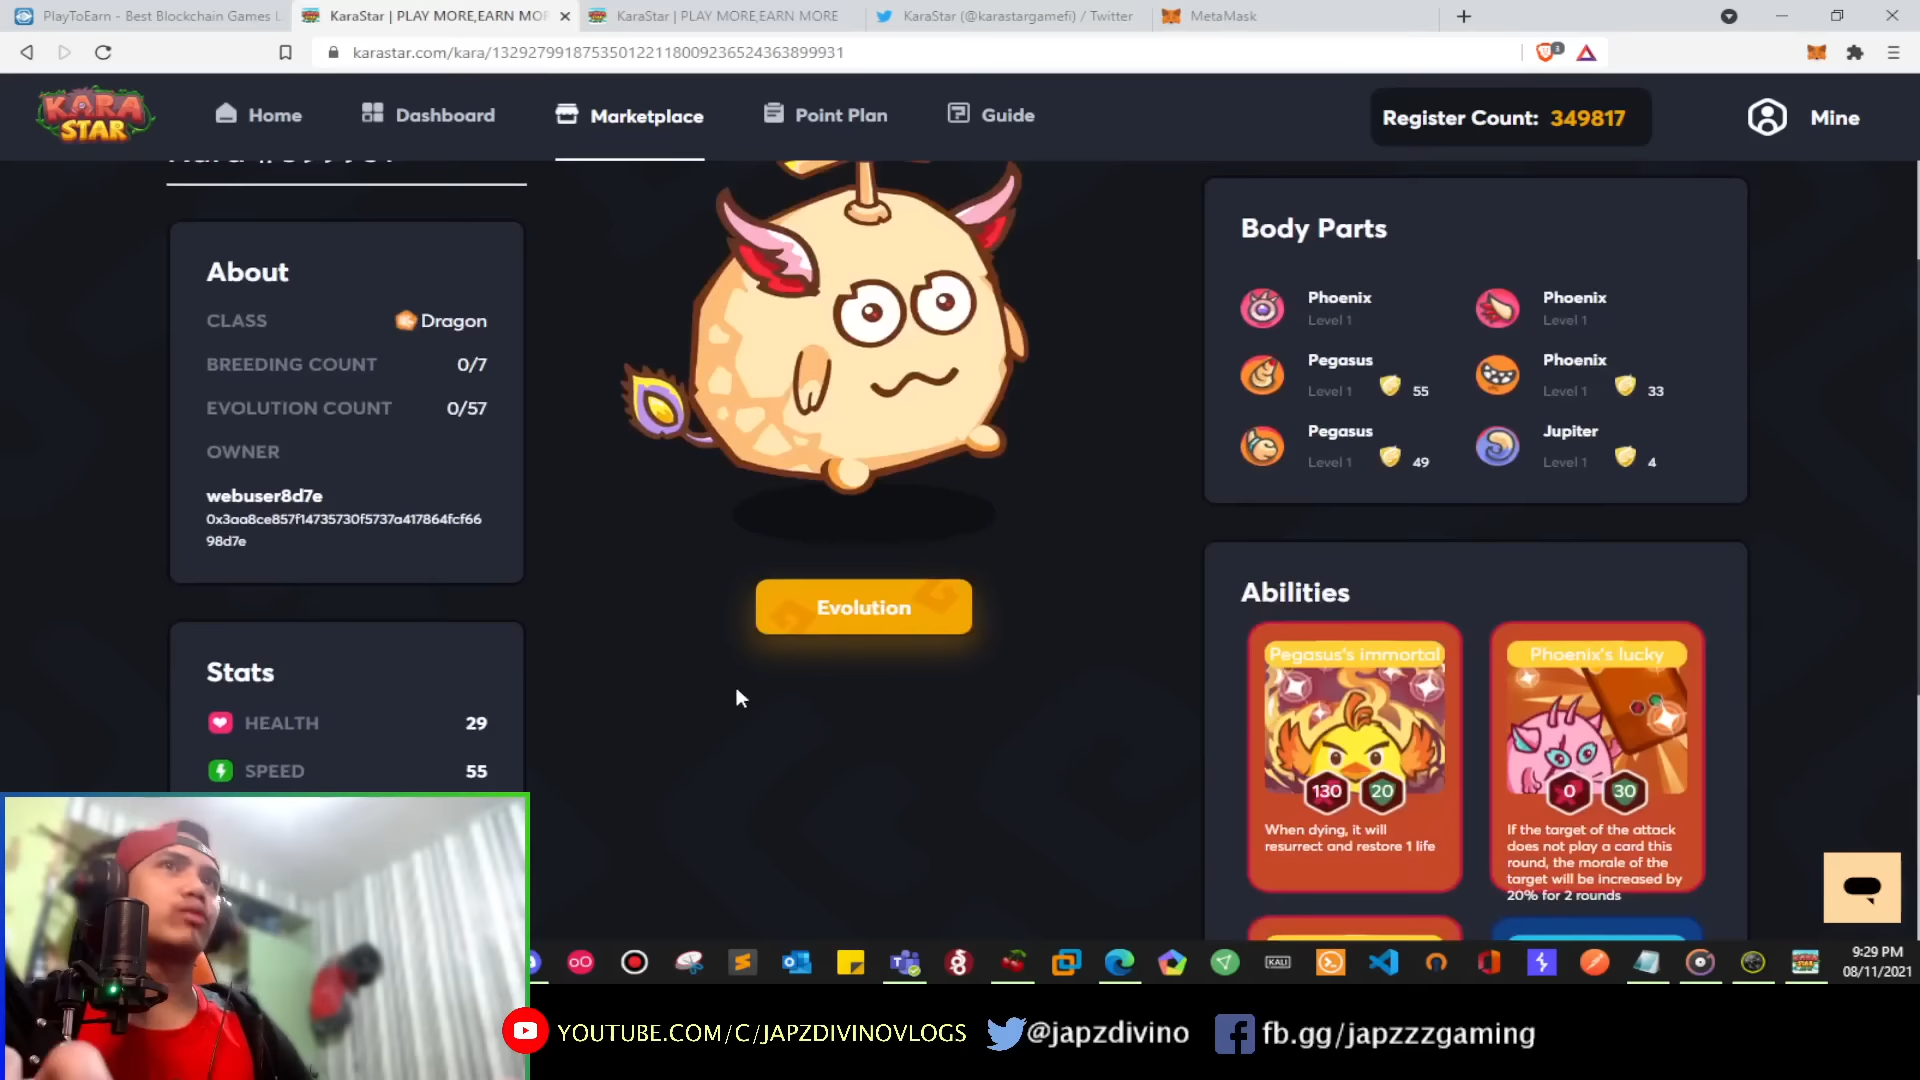 PlayToEarn - Best Blockchain Games L
KaraStar | PLAY MORE,EARN MOR
KaraStar | PLAY MORE,EARN MORE
KaraStar (@karastargamefi) / Twitter
MetaMask
karastar.com/kara/13292799187535012211800923652436389993​1
KARA
STAR
Home
Dashboard
Marketplace
Point Plan
Guide
Register Count: 349817
Mine
About
CLASS
Dragon
BREEDING COUNT
0/7
EVOLUTION COUNT
0/57
OWNER
webuser8d7e
0x3aa8ce857f14735730f5737a417864fcf66
98d7e
Stats
HEALTH
29
SPEED
55
Evolution
Body Parts
Phoenix
Level 1
Phoenix
Level 1
Pegasus
Level 1
55
Phoenix
Level 1
33
Pegasus
Level 1
49
Jupiter
Level 1
4
Abilities
Pegasus's immortal
130
20
When dying, it will
resurrect and restore 1 life
Phoenix's lucky
0
30
If the target of the attack
does not play a card this
round, the morale of the
target will be increased by
20% for 2 rounds
KALI
9:29 PM
08/11/2021
YOUTUBE.COM/C/JAPZDIVINOVLOGS
@japzdivino
fb.gg/japzzzgaming